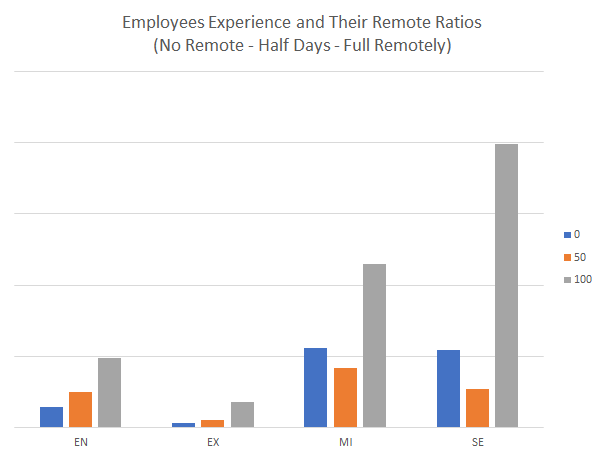 Employees Experience and Their Remote Ratios
(No Remote - Half Days - Full Remotely)
0
50
100
EN EX MI SE